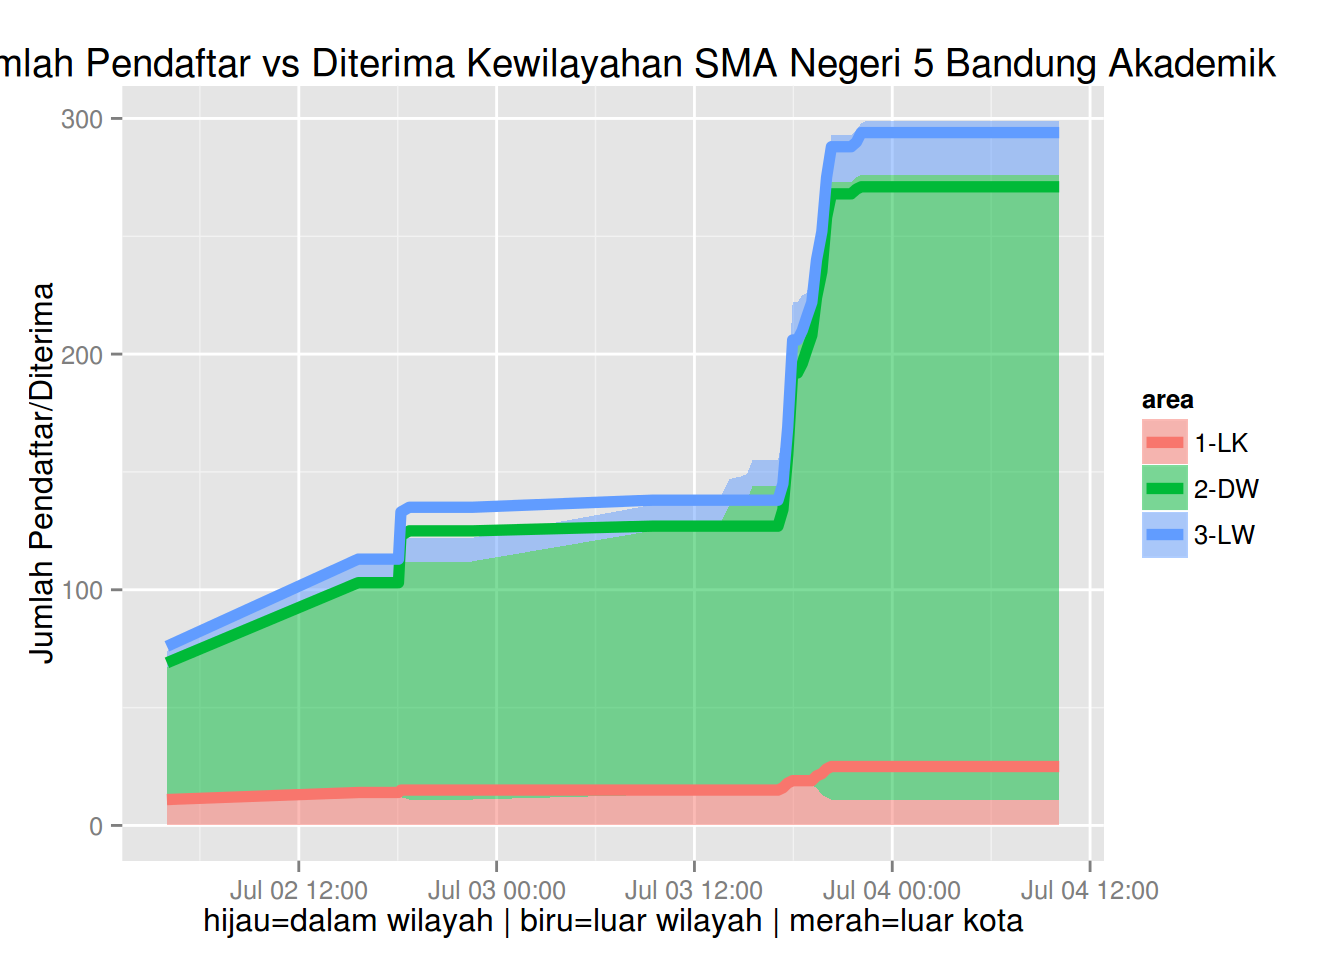 mlah Pendaftar vs Diterima Kewilayahan SMA Negeri 5 Bandung Akademik
300
200
100
0
Jumlah Pendaftar/Diterima
Jul 02 12:00 Jul 03 00:00 Jul 03 12:00 Jul 04 00:00 Jul 04 12:00
hijau=dalam wilayah | biru=luar wilayah | merah=luar kota
area
1-LK
2-DW
3-LW